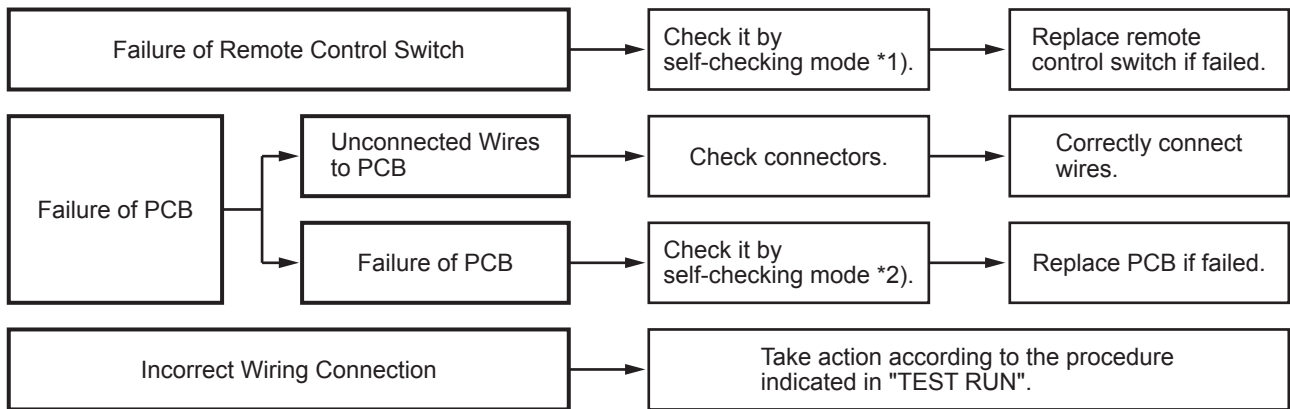 Failure of Remote Control Switch
Check it by
self-checking mode *1).
Replace remote
control switch if failed.
Failure of PCB
Unconnected Wires
to PCB
Check connectors.
Correctly connect
wires.
Failure of PCB
Check it by
self-checking mode *2).
Replace PCB if failed.
Incorrect Wiring Connection
Take action according to the procedure
indicated in "TEST RUN".